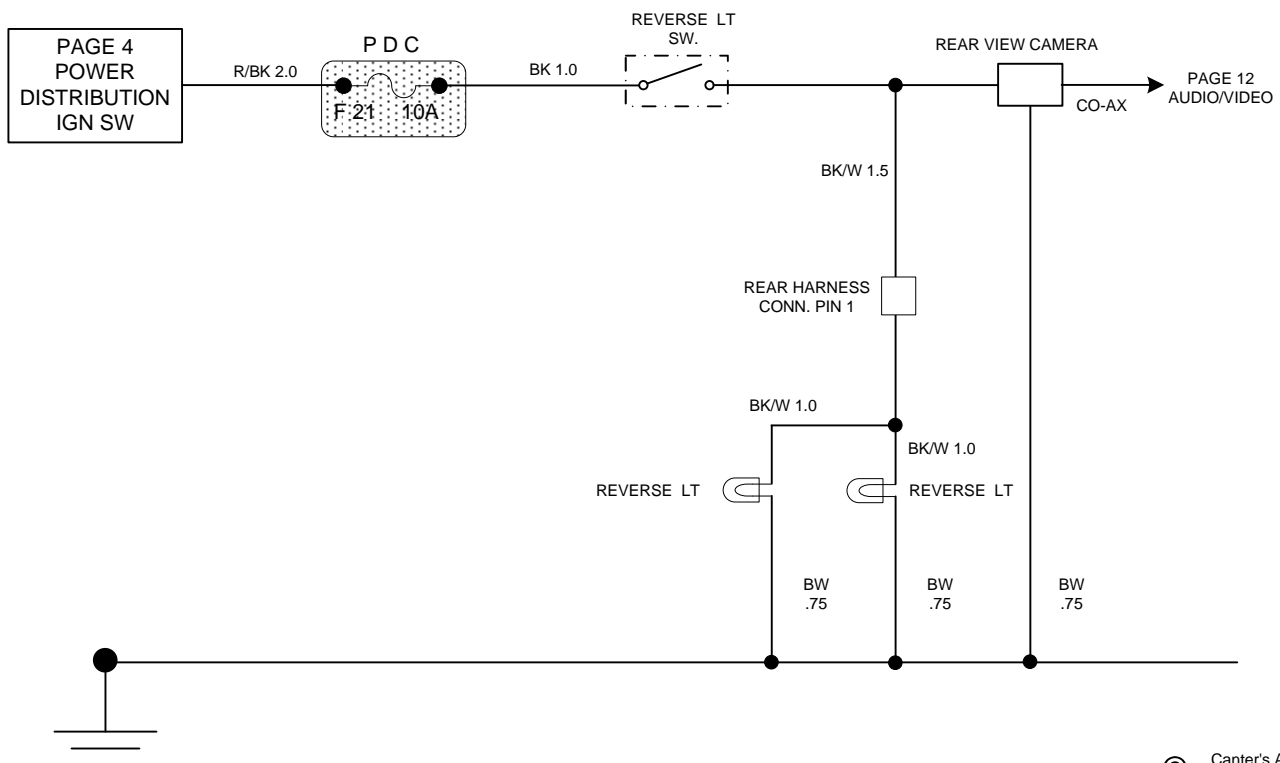 PAGE 4
POWER
DISTRIBUTION
IGN SW
R/BK 2.0
P D C
F 21 10A
BK 1.0
REVERSE LT
SW.
REAR VIEW CAMERA
CO-AX
PAGE 12
AUDIO/VIDEO
BK/W 1.5
REAR HARNESS
CONN. PIN 1
BK/W 1.0
BK/W 1.0
REVERSE LT
REVERSE LT
BW
.75
BW
.75
BW
.75
Canter's A